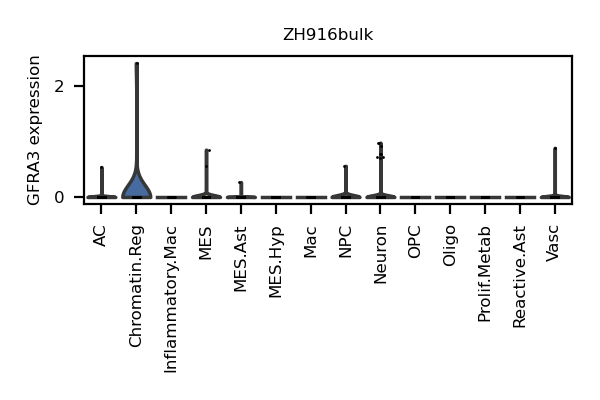 ZH916bulk
GFRA3 expression
2
0
AC
Chromatin.Reg
Inflammatory.Mac
MES
MES.Ast
MES.Hyp
Mac
NPC
Neuron
OPC
Oligo
Prolif.Metab
Reactive.Ast
Vasc